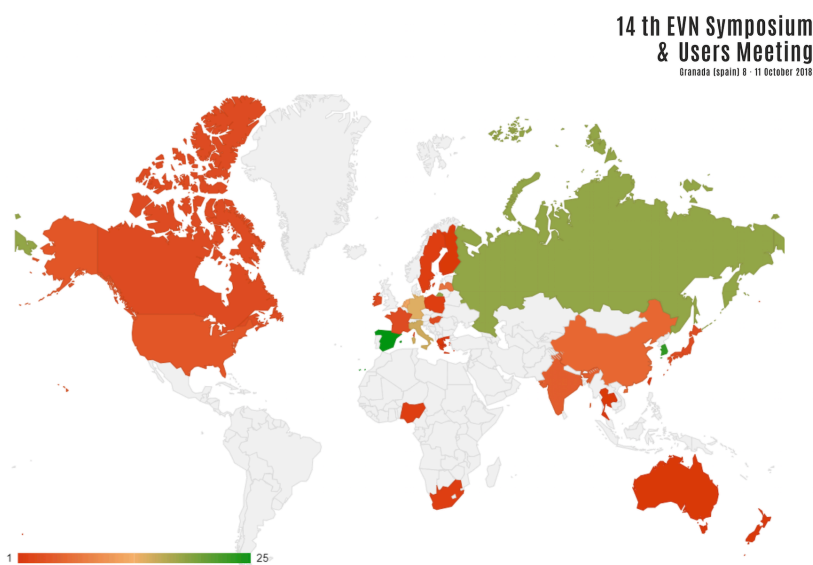 14 th EVN Symposium
& Users Meeting
Granada (spain) 8 - 11 October 2018
1
25